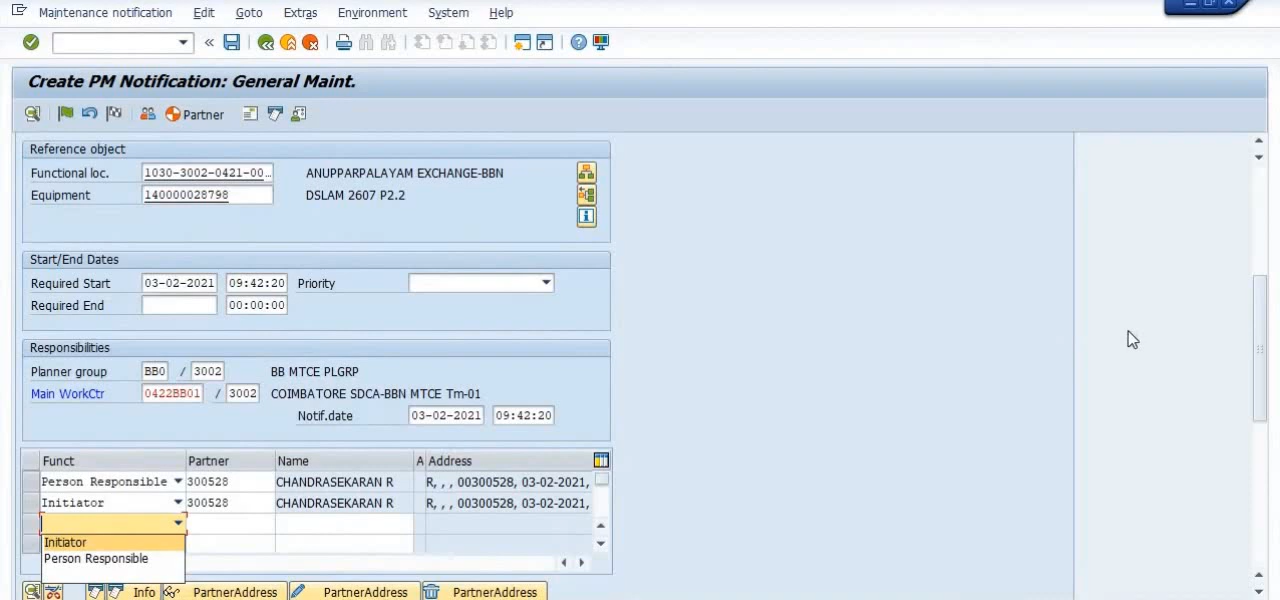 Maintenance notification Edit Goto Extras Environment System Help
Create PM Notification: General Maint.
Partner
Reference object
Functional loc. 1030-3002-0421-00… ANUPPARPALAYAM EXCHANGE-BBN
Equipment 140000028798 DSLAM 2607 P2.2
Start/End Dates
Required Start 03-02-2021 09:42:20 Priority
Required End 00:00:00
Responsibilities
Planner group BB0 / 3002 BB MTCE PLGRP
Main WorkCtr 0422BB01 / 3002 COIMBATORE SDCA-BBN MTCE Tm-01
Notif.date 03-02-2021 09:42:20
Funct Partner Name A Address
Person Responsible 300528 CHANDRASEKARAN R R, , , 00300528, 03-02-2021,
Initiator 300528 CHANDRASEKARAN R R, , , 00300528, 03-02-2021,
Initiator
Person Responsible
Info PartnerAddress PartnerAddress PartnerAddress